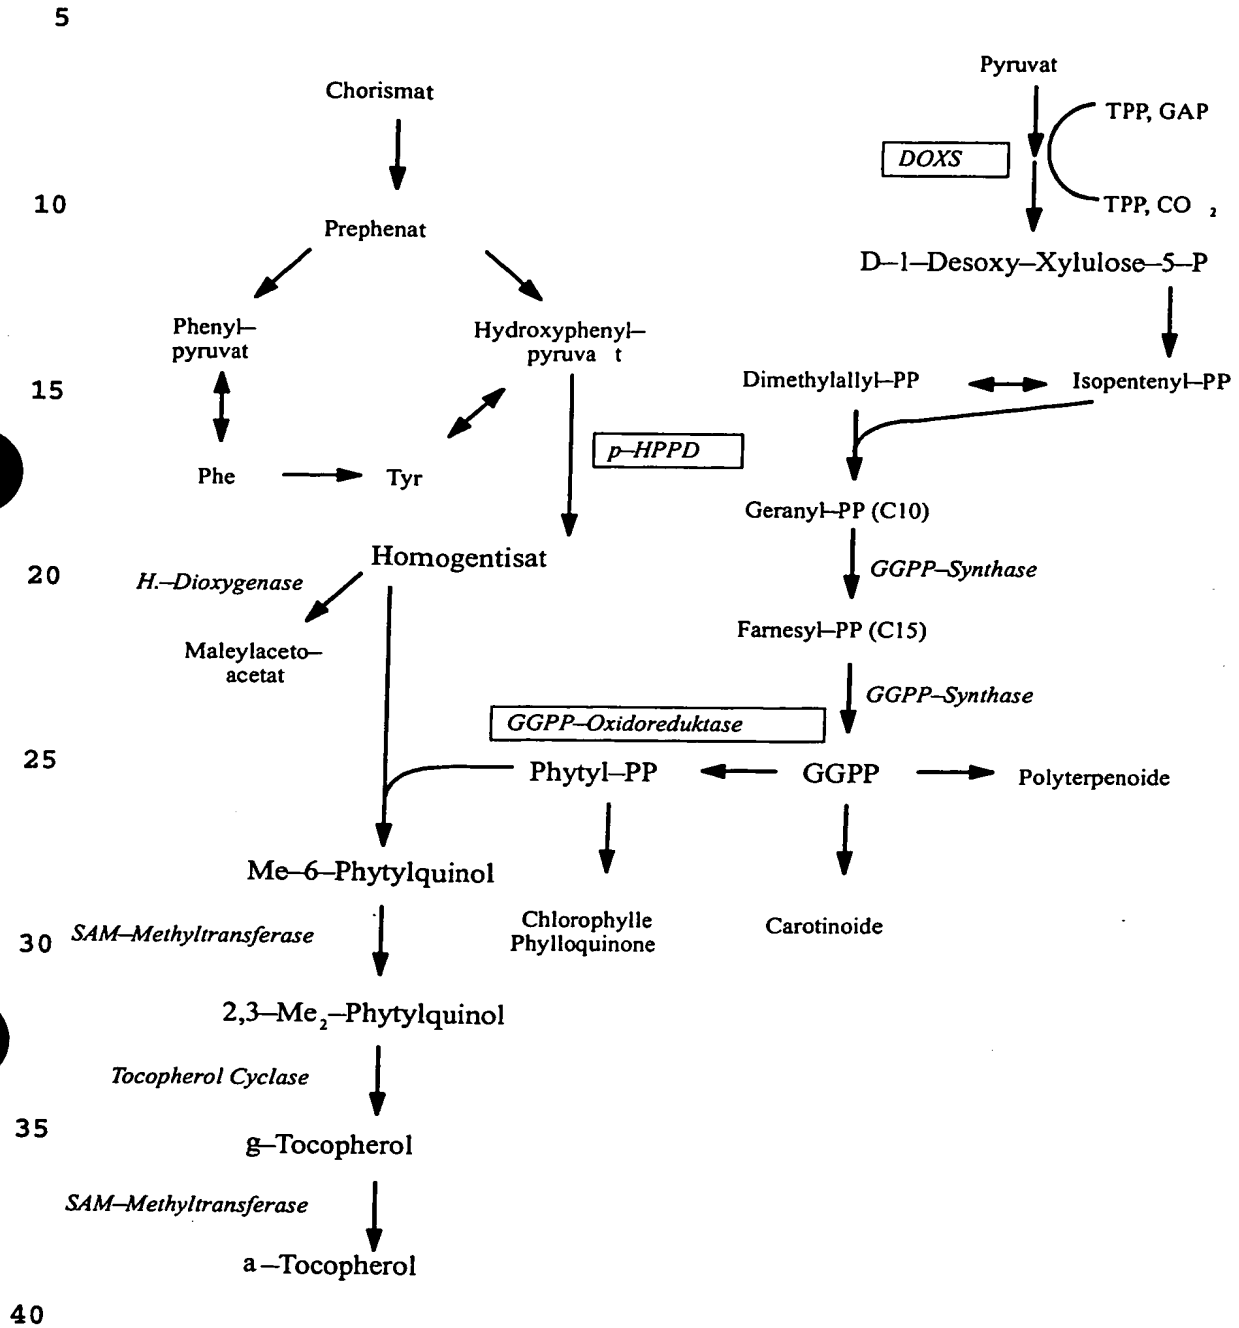 5
Pyruvat
Chorismat
TPP, GAP
DOXS
10
TPP, CO 2
Prephenat
D–1–Desoxy–Xylulose–5–P
Phenyl–
pyruvat
Hydroxyphenyl–
pyruva t
15
Dimethylallyl–PP
Isopentenyl–PP
p–HPPD
Phe
Tyr
Geranyl–PP (C10)
Homogentisat
20
H.–Dioxygenase
GGPP–Synthase
Farnesyl–PP (C15)
Maleylaceto–
acetat
GGPP–Synthase
GGPP–Oxidoreduktase
25
Phytyl–PP
GGPP
Polyterpenoide
Me–6–Phytylquinol
Chlorophylle
Phylloquinone
Carotinoide
30
SAM–Methyltransferase
2,3–Me2–Phytylquinol
Tocopherol Cyclase
35
g–Tocopherol
SAM–Methyltransferase
a–Tocopherol
40